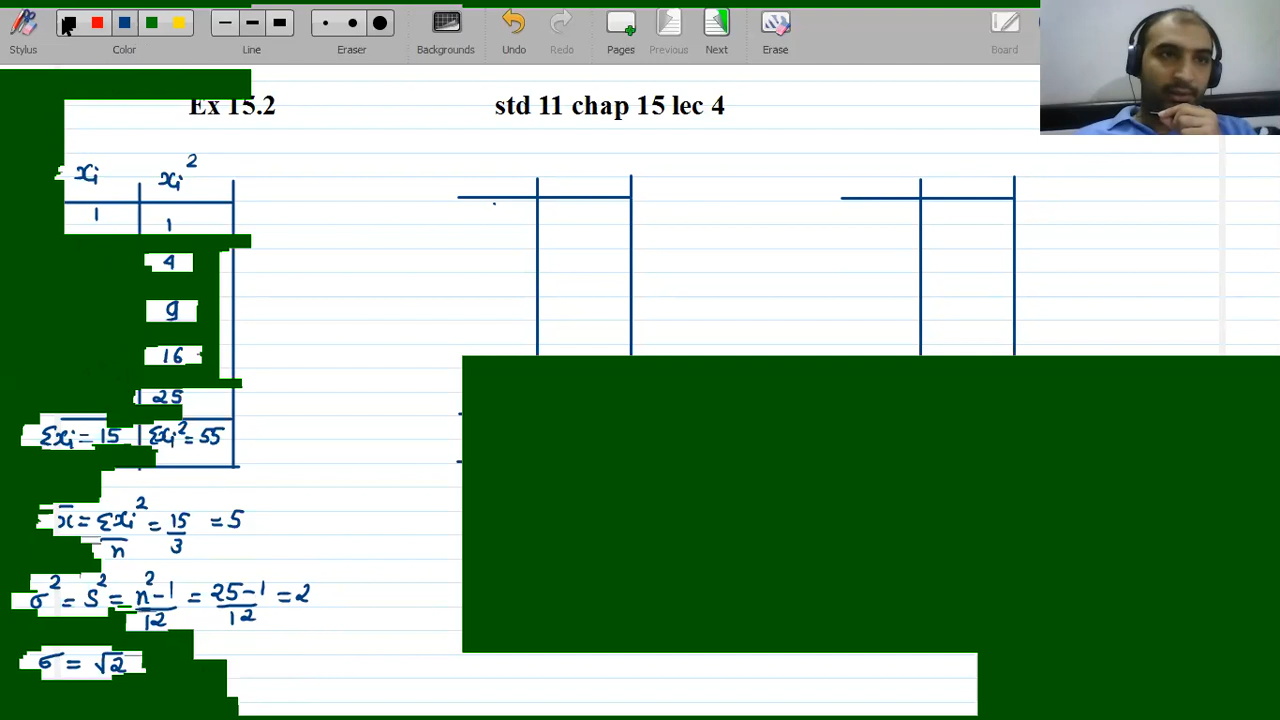 Stylus Color Line Eraser Backgrounds Undo Redo Pages Previous Next Erase Board
Ex 15.2 std 11 chap 15 lec 4
xi xi²
1 1
4
9
16
25
Σxi = 15 Σxi² = 55
x̄ = Σxi²/n = 15/3 = 5
σ² = S² = n²-1/12 = 25-1/12 = 2
σ = √2